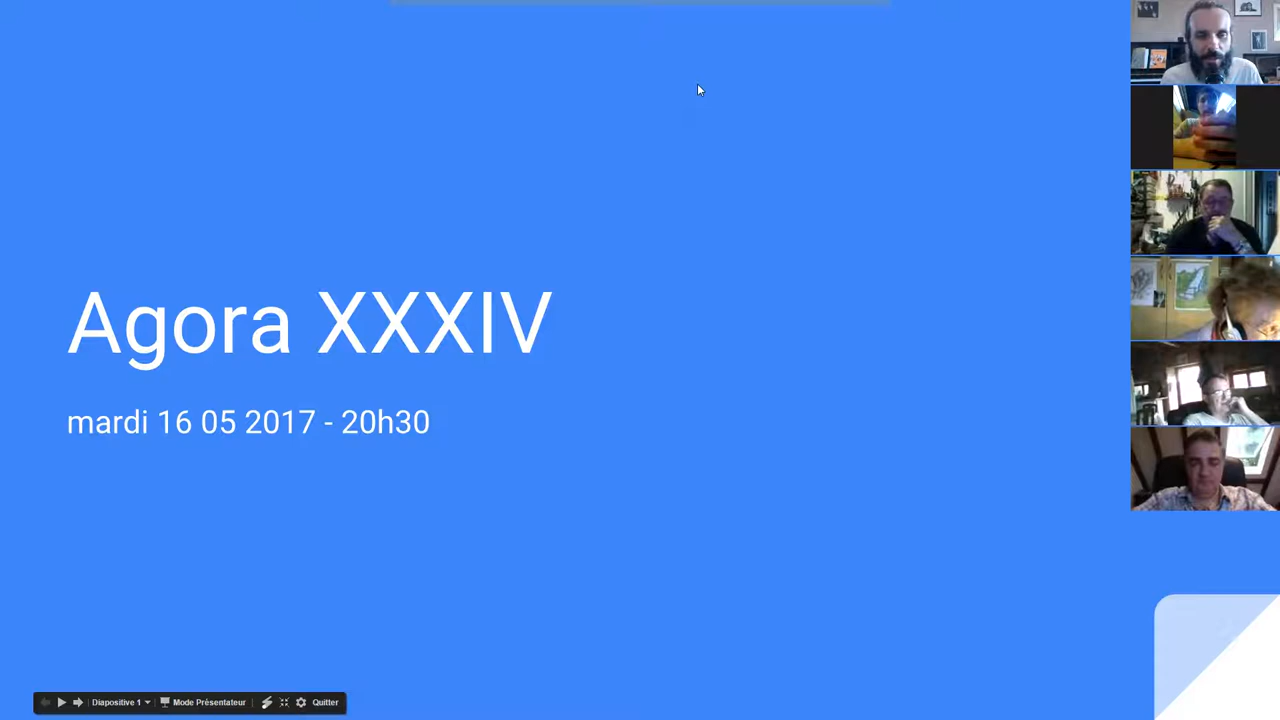 Agora XXXIV
mardi 16 05 2017 - 20h30
Diapositive 1
Mode Présentateur
Quitter